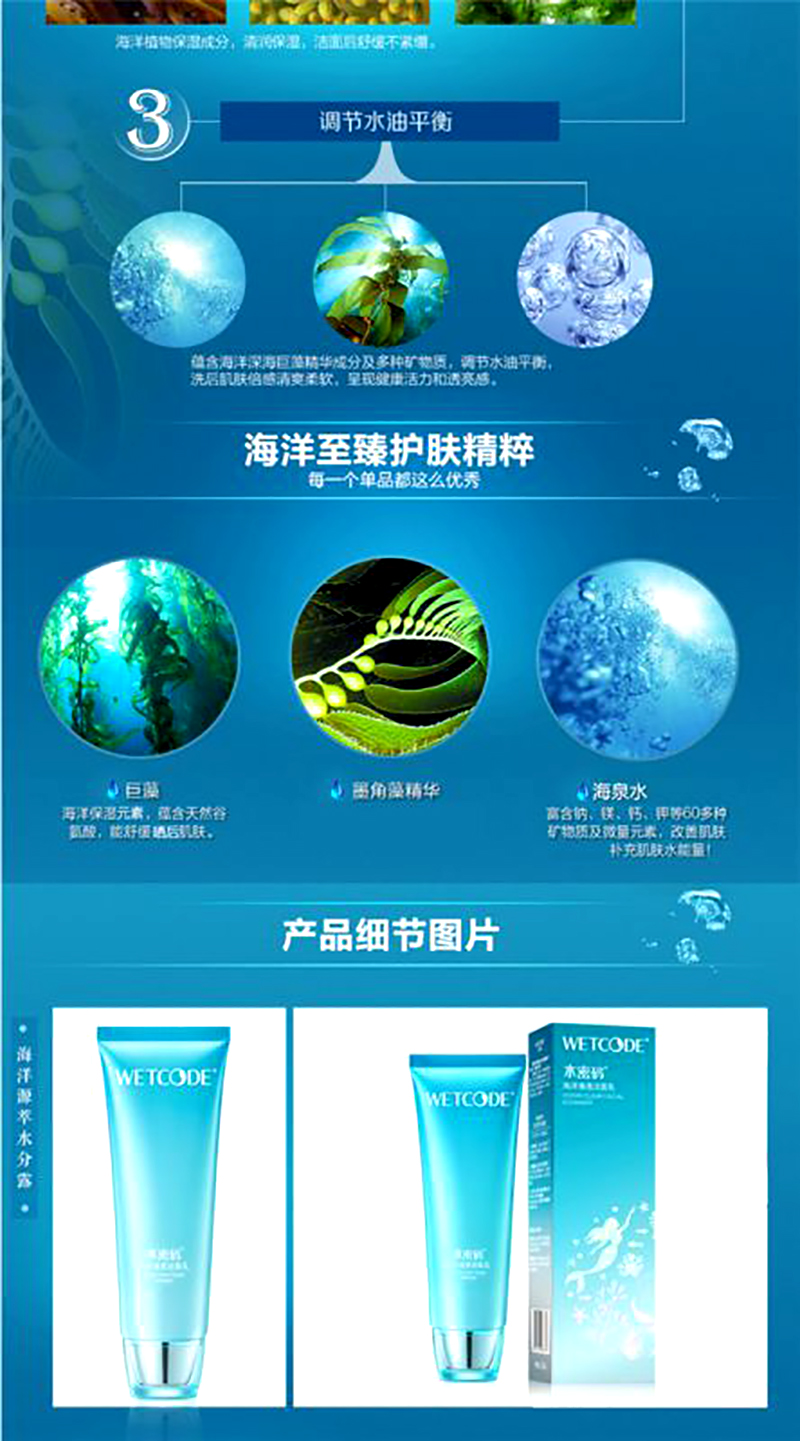 海洋植物保湿成分，清润保湿，洁面后舒缓不紧绷。
3
调节水油平衡
蕴含海洋深海巨藻精华成分及多种矿物质，调节水油平衡，
洗后肌肤倍感清爽柔软，呈现健康活力和透亮感。
海洋至臻护肤精粹
每一个单品都这么优秀
巨藻
海洋保湿元素，蕴含天然谷
氨酸，能舒缓晒后肌肤。
墨角藻精华
海泉水
富含钠、镁、钙、钾等60多种
矿物质及微量元素，改善肌肤
补充肌肤水能量！
产品细节图片
海洋源萃水分露
WETCODE
水密码
WETCODE
水密码
WETCODE
水密码